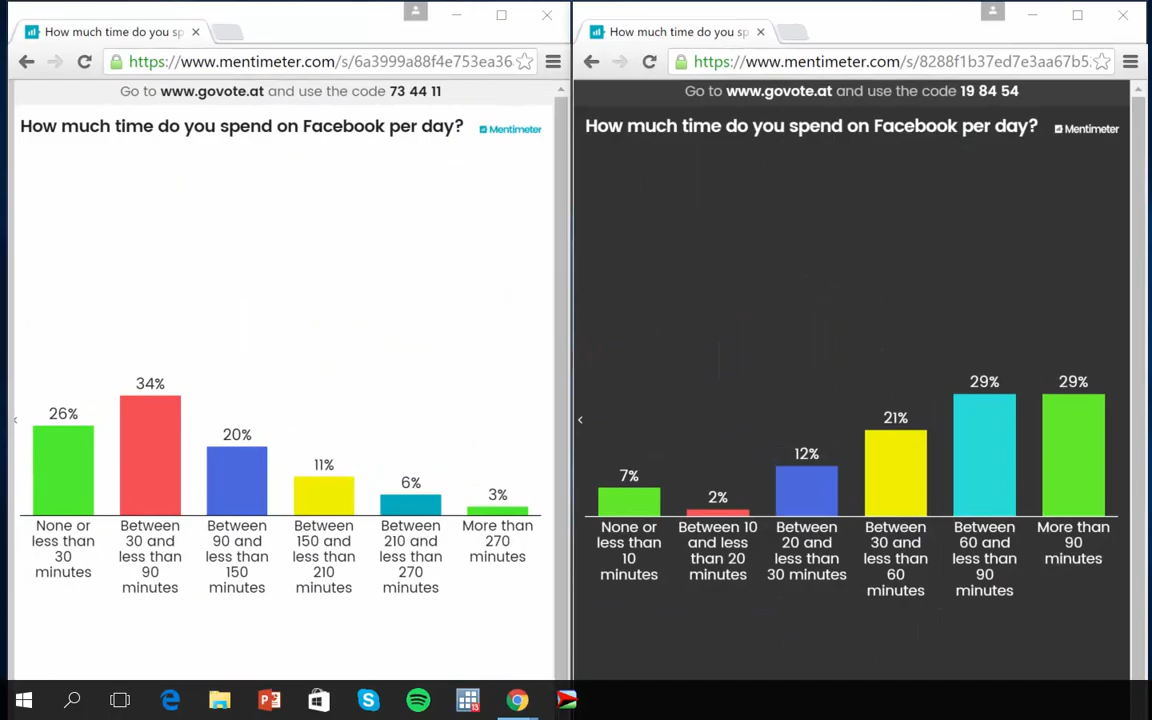 How much time do you sp
https://www.mentimeter.com/s/6a3999a88f4e753ea36
Go to www.govote.at and use the code 73 44 11
How much time do you spend on Facebook per day?
Mentimeter
26%
34%
20%
11%
6%
3%
None or
less than
30
minutes
Between
30 and
less than
90
minutes
Between
90 and
less than
150
minutes
Between
150 and
less than
210
minutes
Between
210 and
less than
270
minutes
More than
270
minutes
How much time do you sp
https://www.mentimeter.com/s/8288f1b37ed7e3aa67b5
Go to www.govote.at and use the code 19 84 54
How much time do you spend on Facebook per day?
Mentimeter
7%
2%
12%
21%
29%
29%
None or
less than
10
minutes
Between 10
and less
than 20
minutes
Between
20 and
less than
30 minutes
Between
30 and
less than
60
minutes
Between
60 and
less than
90
minutes
More than
90
minutes